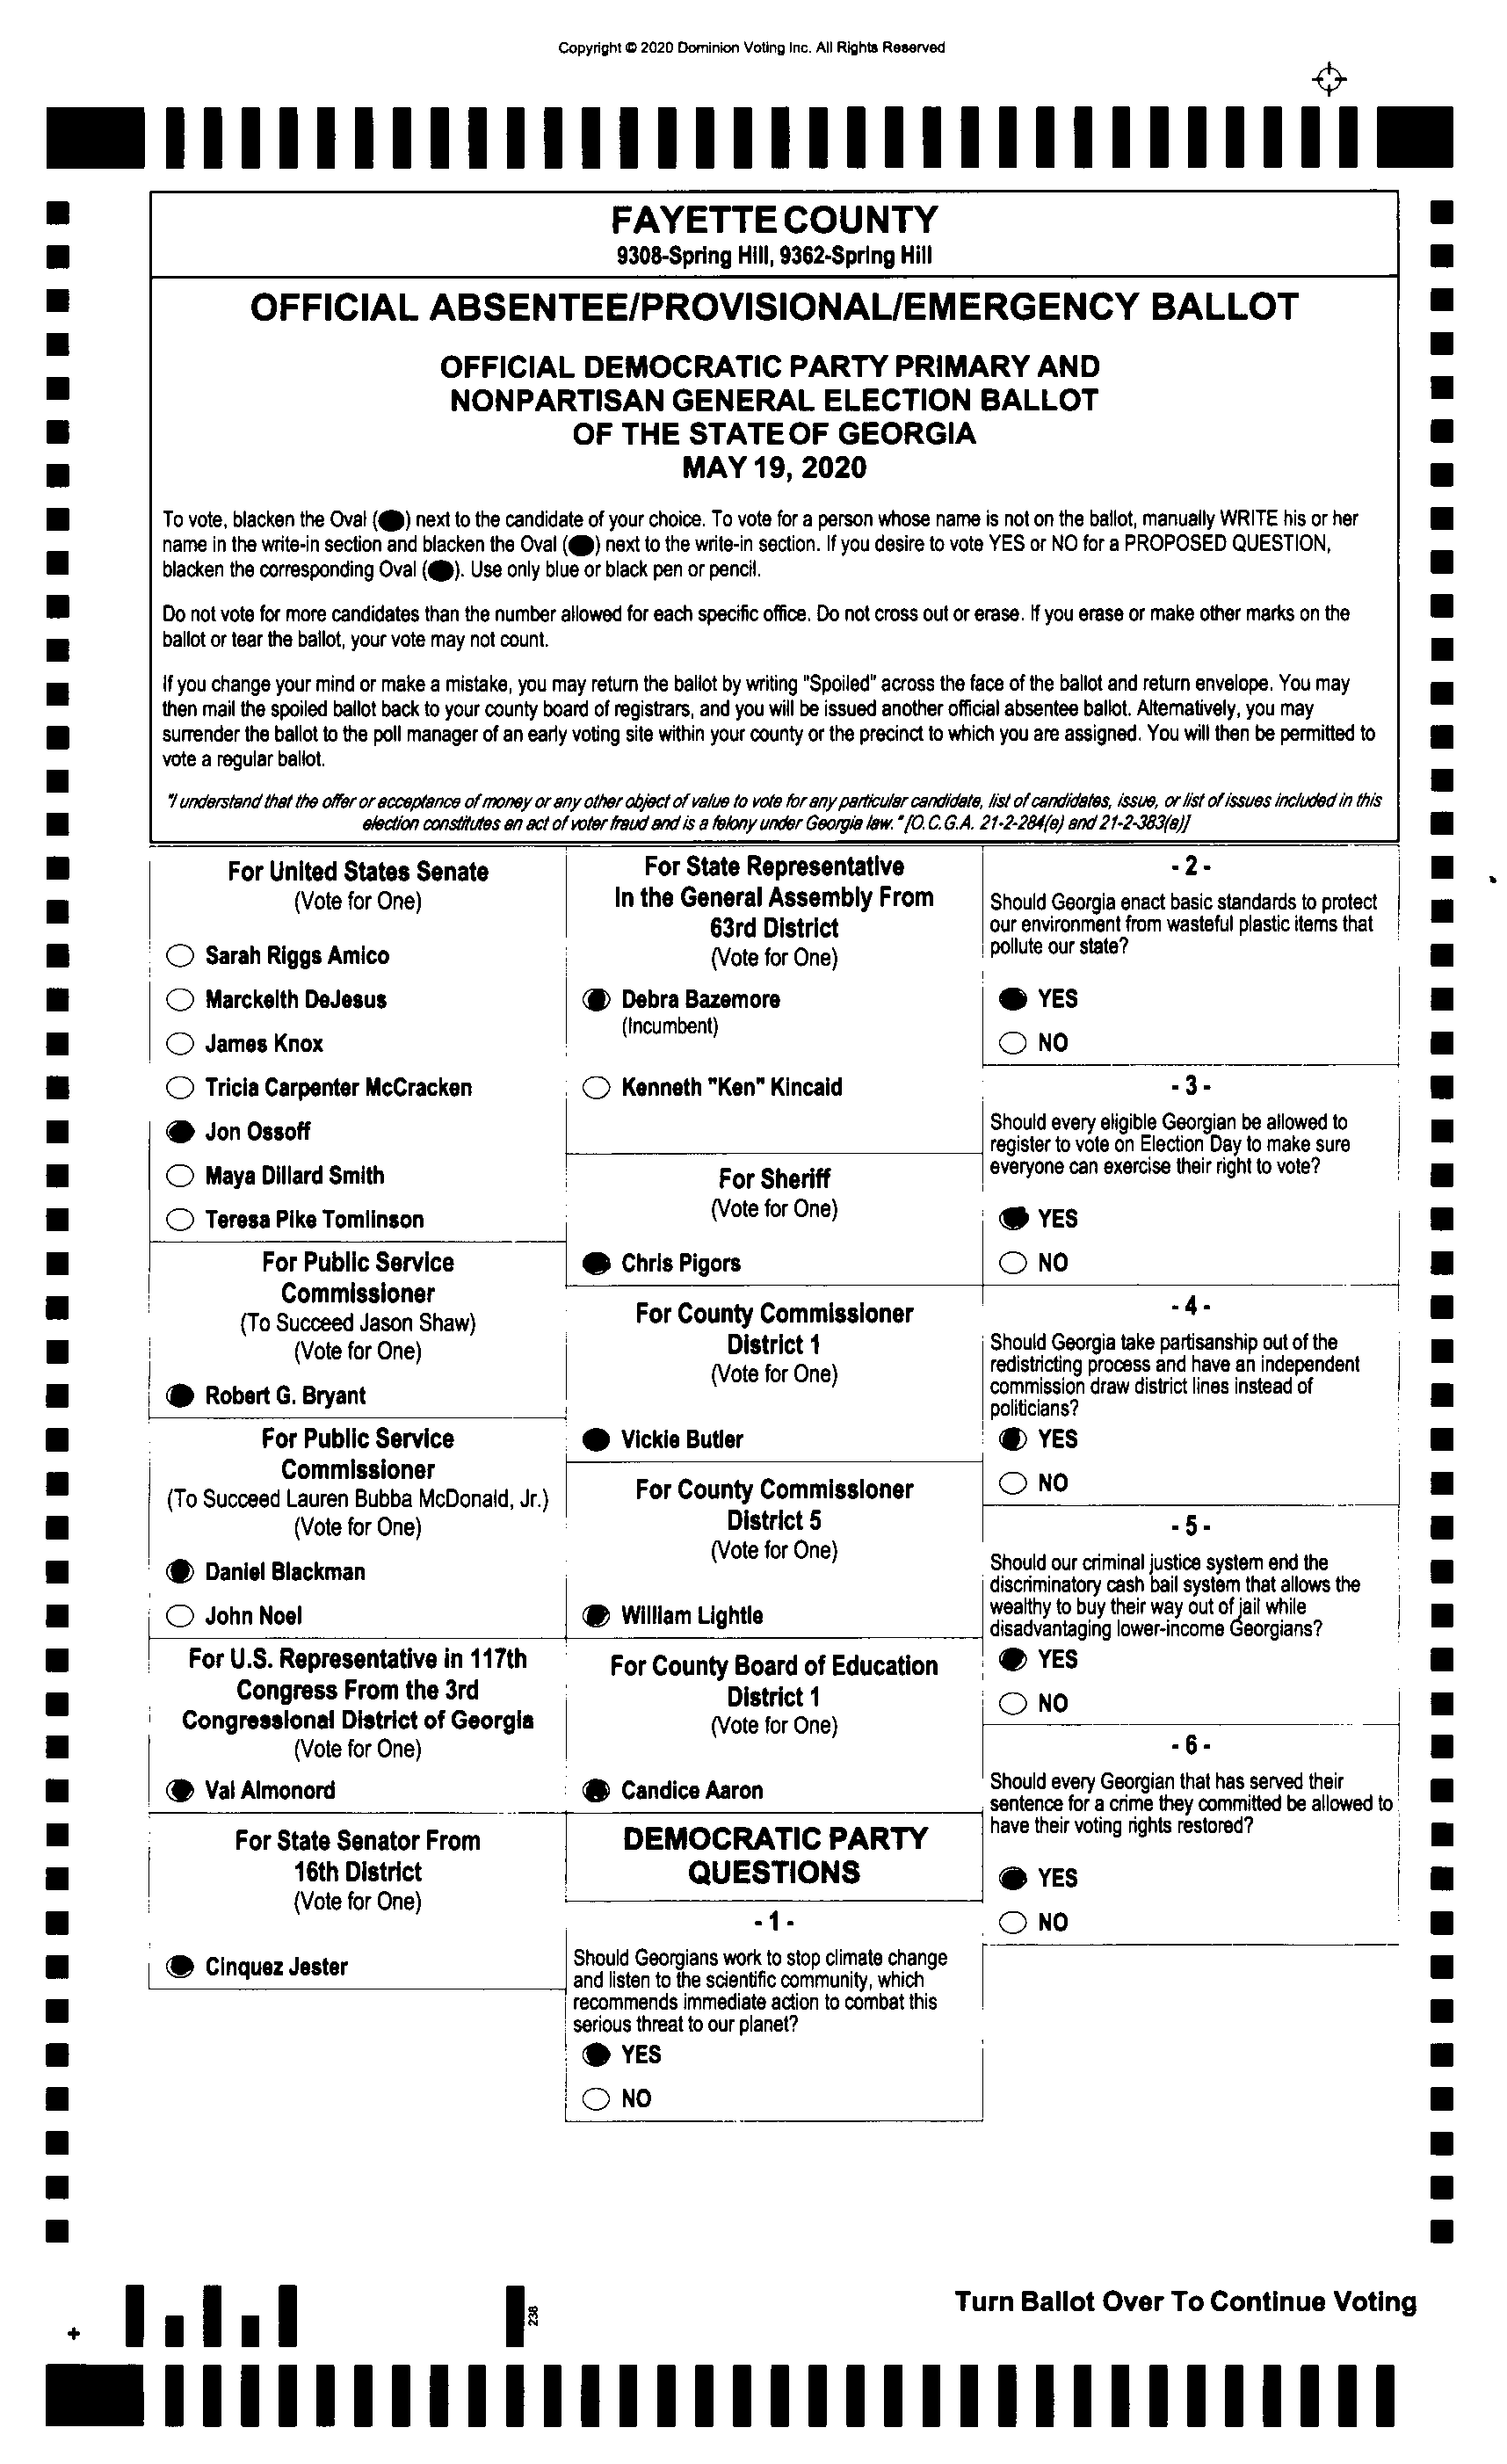 Copyright © 2020 Dominion Voting Inc. All Rights Reserved
FAYETTE COUNTY
9308-Spring Hill, 9362-Spring Hill
OFFICIAL ABSENTEE/PROVISIONAL/EMERGENCY BALLOT
OFFICIAL DEMOCRATIC PARTY PRIMARY AND
NONPARTISAN GENERAL ELECTION BALLOT
OF THE STATE OF GEORGIA
MAY 19, 2020
To vote, blacken the Oval (●) next to the candidate of your choice. To vote for a person whose name is not on the ballot, manually WRITE his or her
name in the write-in section and blacken the Oval (●) next to the write-in section. If you desire to vote YES or NO for a PROPOSED QUESTION,
blacken the corresponding Oval (●). Use only blue or black pen or pencil.
Do not vote for more candidates than the number allowed for each specific office. Do not cross out or erase. If you erase or make other marks on the
ballot or tear the ballot, your vote may not count.
If you change your mind or make a mistake, you may return the ballot by writing "Spoiled" across the face of the ballot and return envelope. You may
then mail the spoiled ballot back to your county board of registrars, and you will be issued another official absentee ballot. Alternatively, you may
surrender the ballot to the poll manager of an early voting site within your county or the precinct to which you are assigned. You will then be permitted to
vote a regular ballot.
"I understand that the offer or acceptance of money or any other object of value to vote for any particular candidate, list of candidates, issue, or list of issues included in this
election constitutes an act of voter fraud and is a felony under Georgia law." [O.C.G.A. 21-2-284(e) and 21-2-383(a)]
For United States Senate
(Vote for One)
Sarah Riggs Amico
Marckeith DeJesus
James Knox
Tricia Carpenter McCracken
Jon Ossoff
Maya Dillard Smith
Teresa Pike Tomlinson
For Public Service
Commissioner
(To Succeed Jason Shaw)
(Vote for One)
Robert G. Bryant
For Public Service
Commissioner
(To Succeed Lauren Bubba McDonald, Jr.)
(Vote for One)
Daniel Blackman
John Noel
For U.S. Representative in 117th
Congress From the 3rd
Congressional District of Georgia
(Vote for One)
Val Almonord
For State Senator From
16th District
(Vote for One)
Cinquez Jester
For State Representative
In the General Assembly From
63rd District
(Vote for One)
Debra Bazemore
(Incumbent)
Kenneth "Ken" Kincaid
For Sheriff
(Vote for One)
Chris Pigors
For County Commissioner
District 1
(Vote for One)
Vickie Butler
For County Commissioner
District 5
(Vote for One)
William Lightle
For County Board of Education
District 1
(Vote for One)
Candice Aaron
DEMOCRATIC PARTY
QUESTIONS
- 1 -
Should Georgians work to stop climate change
and listen to the scientific community, which
recommends immediate action to combat this
serious threat to our planet?
YES
NO
- 2 -
Should Georgia enact basic standards to protect
our environment from wasteful plastic items that
pollute our state?
YES
NO
- 3 -
Should every eligible Georgian be allowed to
register to vote on Election Day to make sure
everyone can exercise their right to vote?
YES
NO
- 4 -
Should Georgia take partisanship out of the
redistricting process and have an independent
commission draw district lines instead of
politicians?
YES
NO
- 5 -
Should our criminal justice system end the
discriminatory cash bail system that allows the
wealthy to buy their way out of jail while
disadvantaging lower-income Georgians?
YES
NO
- 6 -
Should every Georgian that has served their
sentence for a crime they committed be allowed to
have their voting rights restored?
YES
NO
Turn Ballot Over To Continue Voting
238